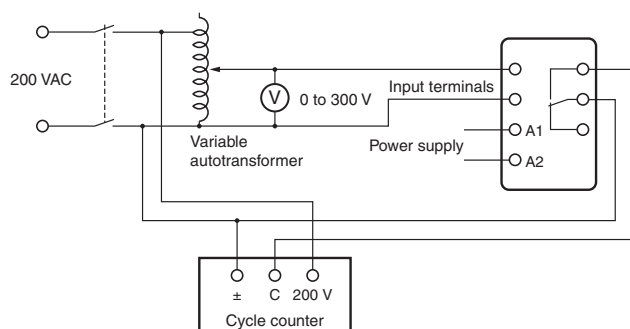 200 VAC
V
0 to 300 V
Input terminals
Variable
autotransformer
Power supply
A1
A2
± C 200 V
Cycle counter